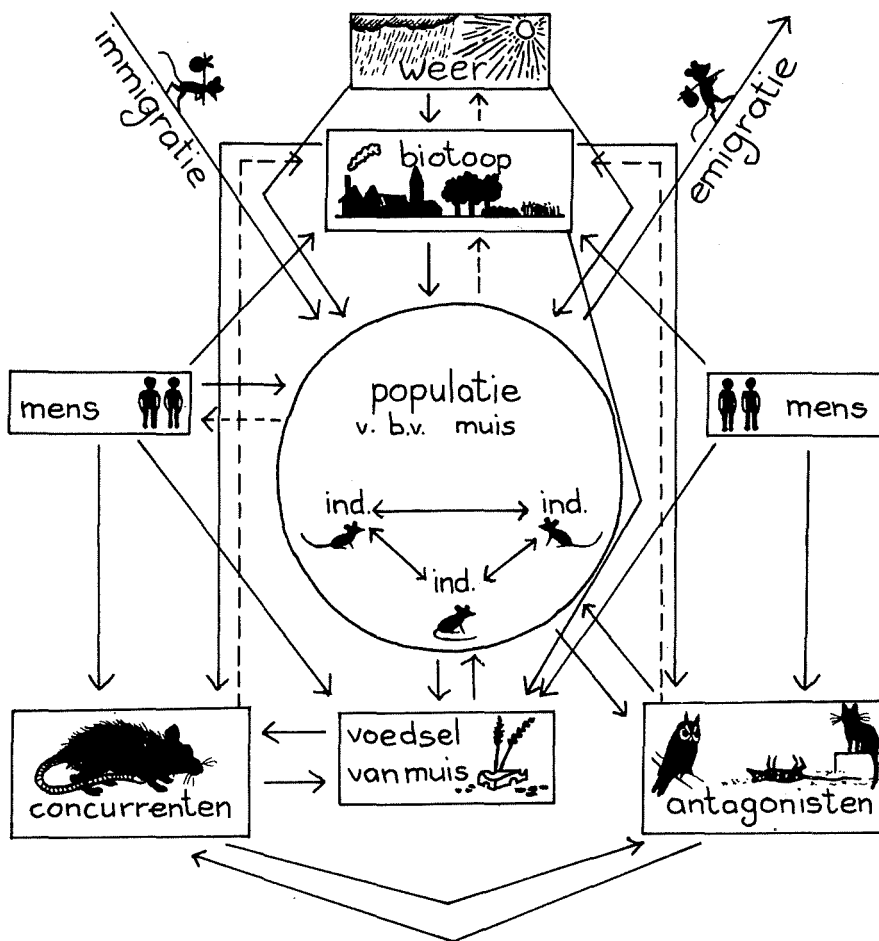 weer
immigratie
emigratie
biotoop
populatie
v. b.v. muis
mens
mens
ind.
ind.
ind.
voedsel
van muis
concurrenten
antagonisten